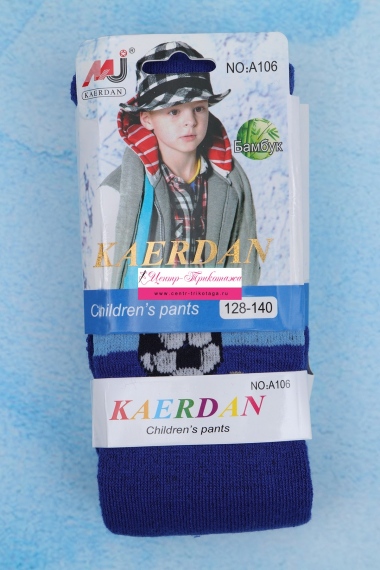 MJ®
KAERDAN
NO:A106
Бамбук
KAERDAN
Центр-Трикотажа
www.centr-trikotage.ru
Children's pants 128-140
NO:A106
KAERDAN
Children's pants